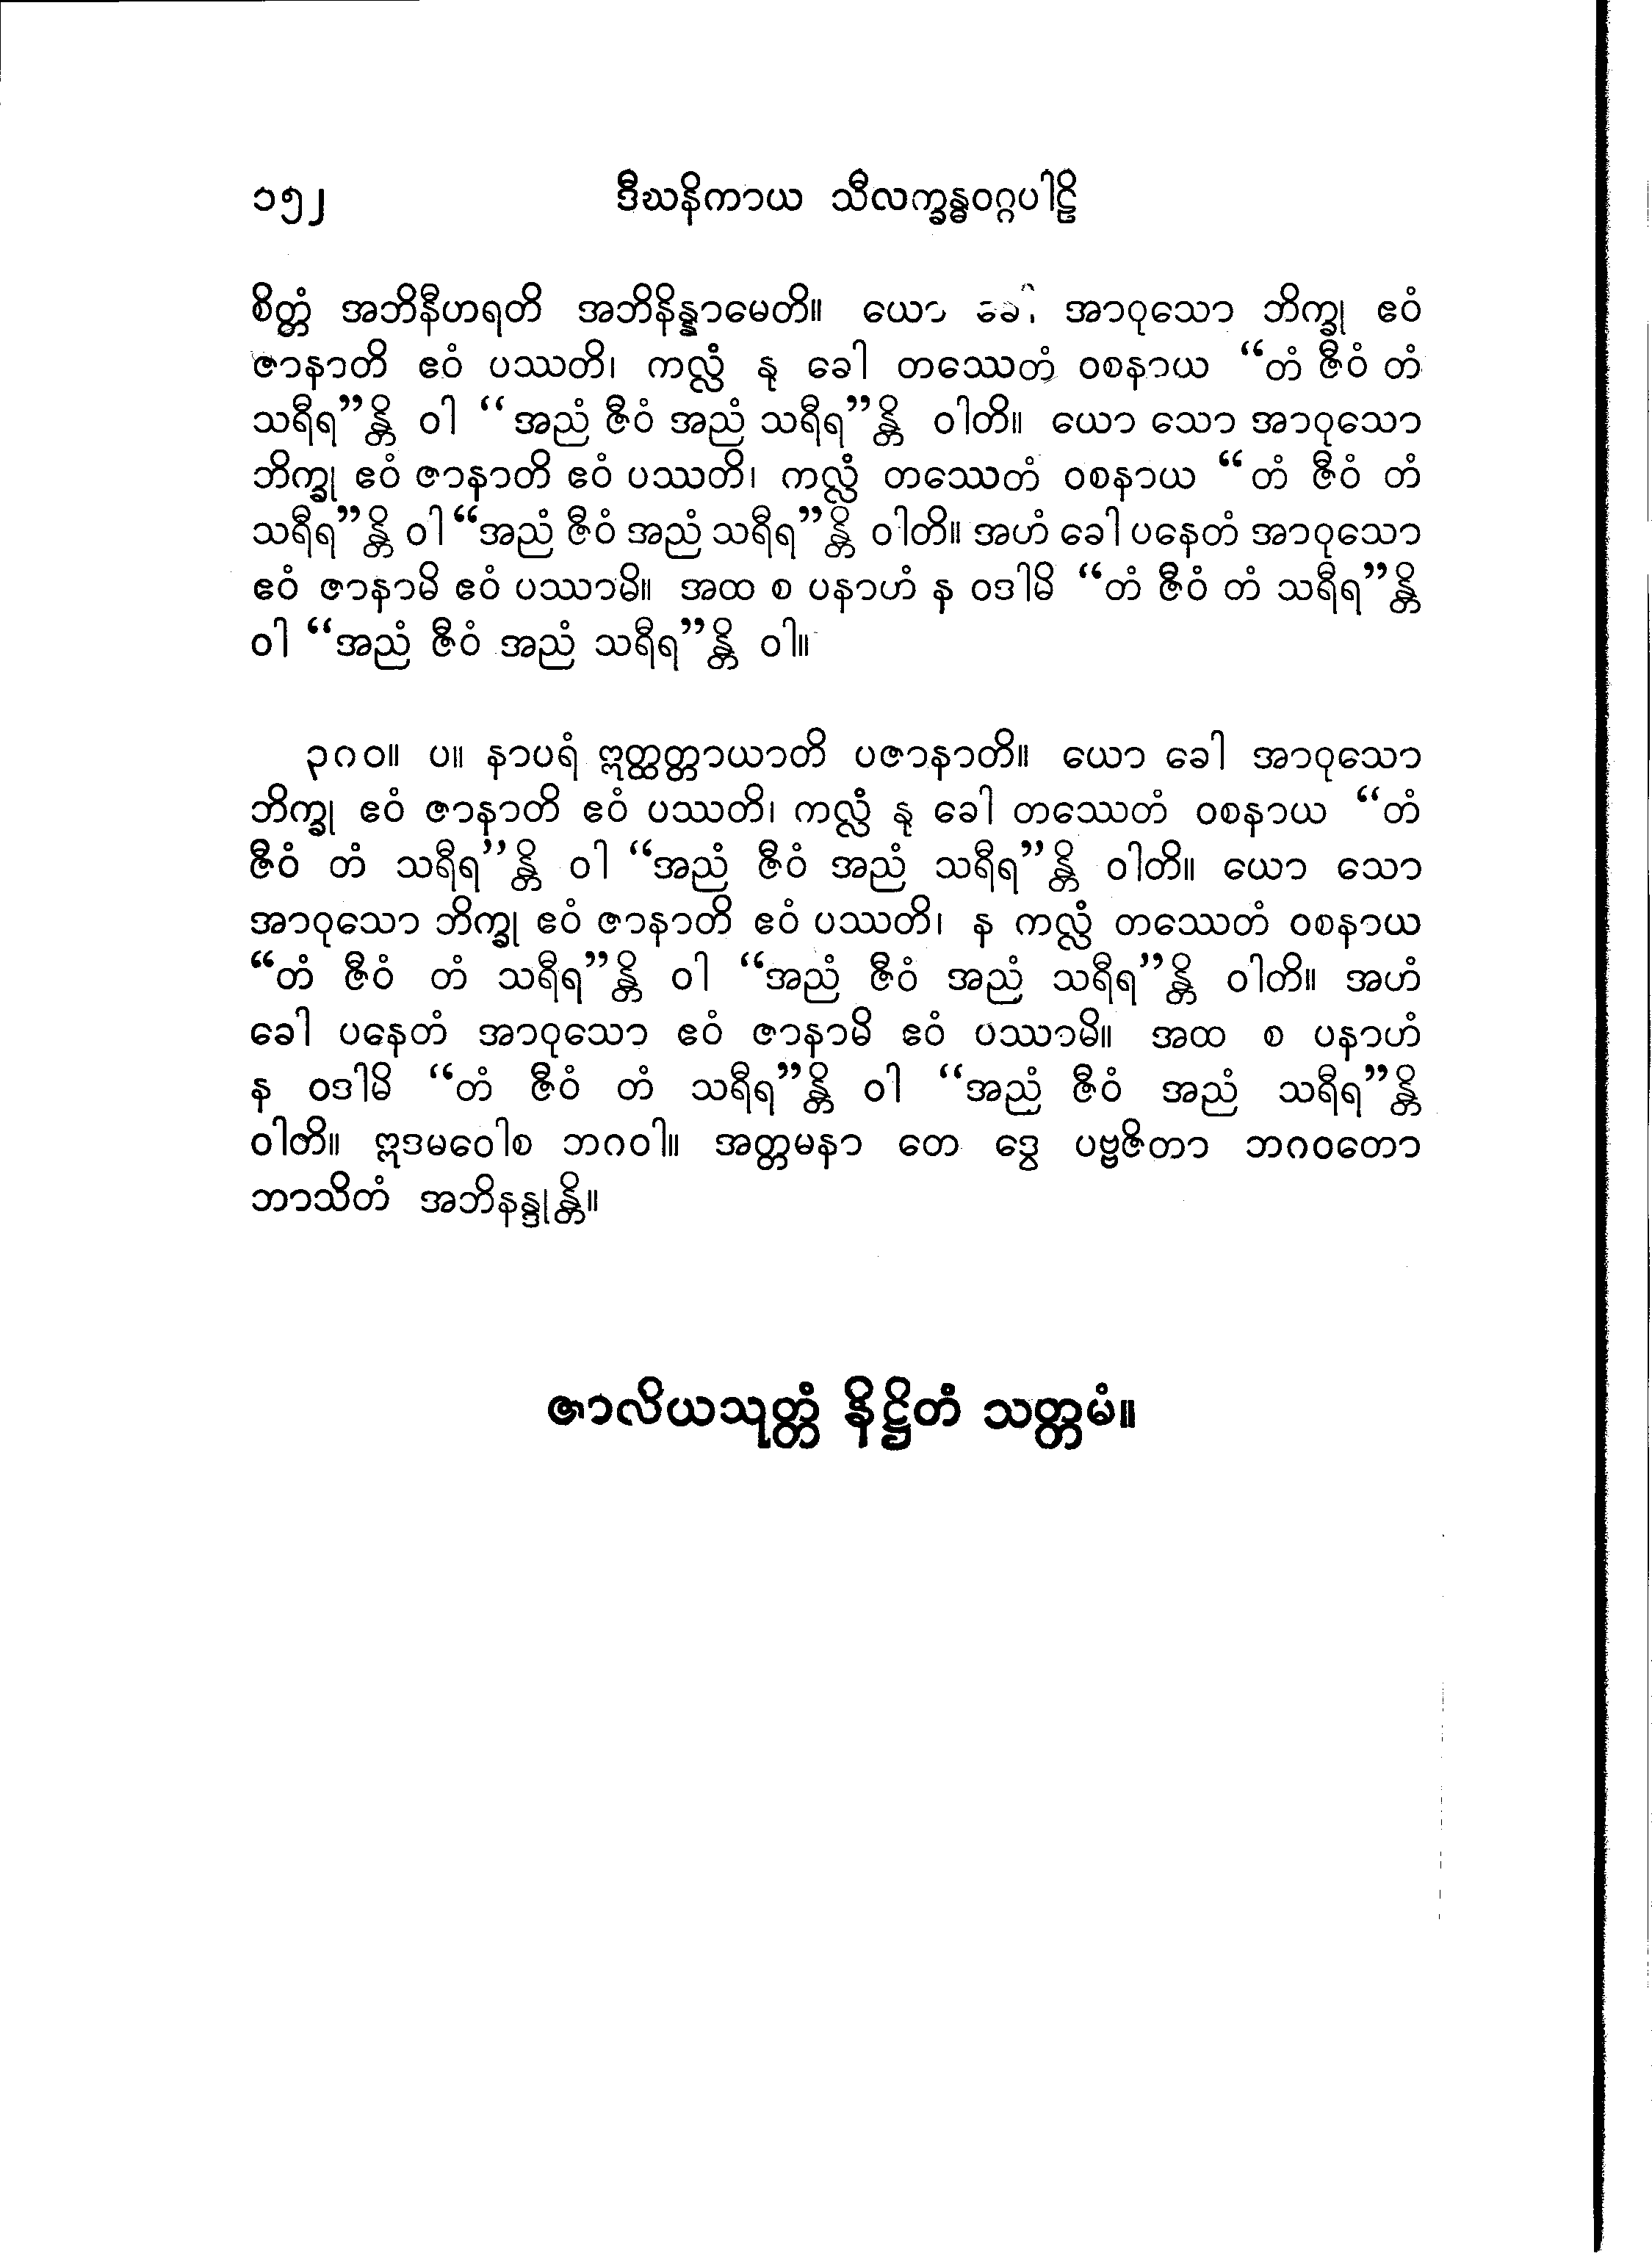 ၁၅၂ ဒီဃနိကာယ သီလက္ခန္ဓဝဂ္ဂပါဠိ
စိတ္တံ အဘိနီဟရတိ အဘိနိန္နာမေတိ။ ယော ခေါ အာဝုသော ဘိက္ခု ဧဝံ
ဇာနာတိ ဧဝံ ပဿတိ၊ ကလ္လံ နု ခေါ တဿေတံ ဝစနာယ “တံ ဇီဝံ တံ
သရီရ”န္တိ ဝါ “အညံ ဇီဝံ အညံ သရီရ”န္တိ ဝါတိ။ ယော သော အာဝုသော
ဘိက္ခု ဧဝံ ဇာနာတိ ဧဝံ ပဿတိ၊ ကလ္လံ တဿေတံ ဝစနာယ “တံ ဇီဝံ တံ
သရီရ”န္တိ ဝါ “အညံ ဇီဝံ အညံ သရီရ”န္တိ ဝါတိ။ အဟံ ခေါ ပနေတံ အာဝုသော
ဧဝံ ဇာနာမိ ဧဝံ ပဿာမိ။ အထ စ ပနာဟံ န ဝဒါမိ “တံ ဇီဝံ တံ သရီရ”န္တိ
ဝါ “အညံ ဇီဝံ အညံ သရီရ”န္တိ ဝါ။
၃၈၀။ ပ။ နာပရံ ဣတ္ထတ္တာယာတိ ပဇာနာတိ။ ယော ခေါ အာဝုသော
ဘိက္ခု ဧဝံ ဇာနာတိ ဧဝံ ပဿတိ၊ ကလ္လံ နု ခေါ တဿေတံ ဝစနာယ “တံ
ဇီဝံ တံ သရီရ”န္တိ ဝါ “အညံ ဇီဝံ အညံ သရီရ”န္တိ ဝါတိ။ ယော သော
အာဝုသော ဘိက္ခု ဧဝံ ဇာနာတိ ဧဝံ ပဿတိ၊ န ကလ္လံ တဿေတံ ဝစနာယ
“တံ ဇီဝံ တံ သရီရ”န္တိ ဝါ “အညံ ဇီဝံ အညံ သရီရ”န္တိ ဝါတိ။ အဟံ
ခေါ ပနေတံ အာဝုသော ဧဝံ ဇာနာမိ ဧဝံ ပဿာမိ။ အထ စ ပနာဟံ
န ဝဒါမိ “တံ ဇီဝံ တံ သရီရ”န္တိ ဝါ “အညံ ဇီဝံ အညံ သရီရ”န္တိ
ဝါတိ။ ဣဒမဝေါစ ဘဂဝါ။ အတ္တမနာ တေ ဒွေ ပဗ္ဗဇိတာ ဘဂဝတော
ဘာသိတံ အဘိနန္ဒုန္တိ။
ဇာလိယသုတ္တံ နိဋ္ဌိတံ သတ္တမံ။